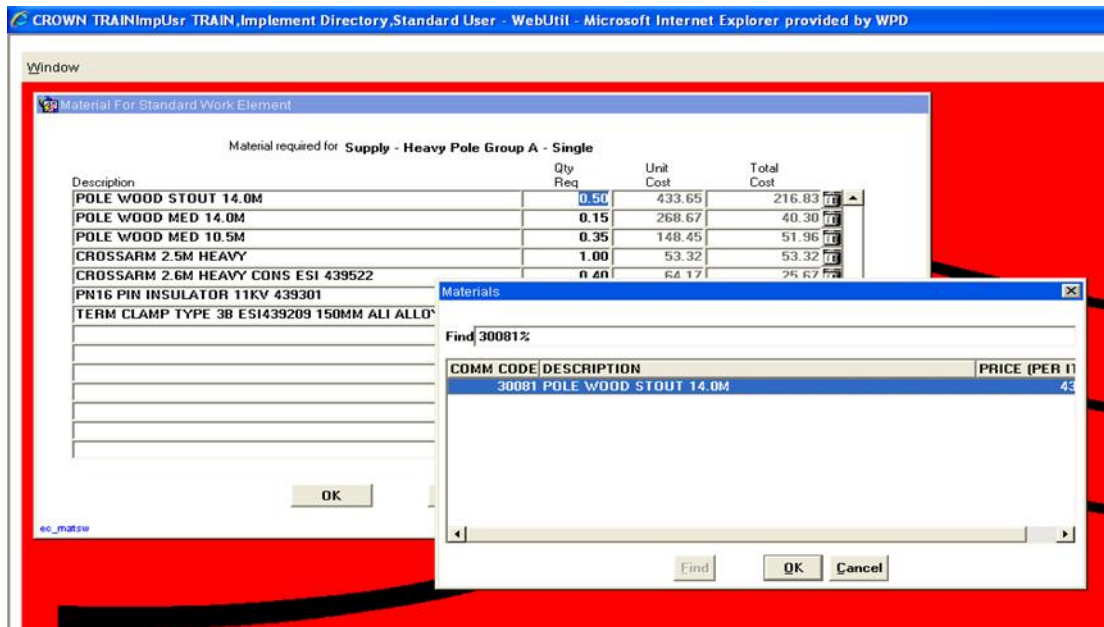 CROWN TRAINImpUsr TRAIN,Implement Directory,Standard User - WebUtil - Microsoft Internet Explorer provided by WPD
Window
Material For Standard Work Element
Material required for Supply - Heavy Pole Group A - Single
Description Qty Req Unit Cost Total Cost
POLE WOOD STOUT 14.0M 0.50 433.65 216.83
POLE WOOD MED 14.0M 0.15 268.67 40.30
POLE WOOD MED 10.5M 0.35 148.45 51.96
CROSSARM 2.5M HEAVY 1.00 53.32 53.32
CROSSARM 2.6M HEAVY CONS ESI 439522 0.40 64.17 25.67
PN16 PIN INSULATOR 11KV 439301
TERM CLAMP TYPE 3B ESI439209 150MM ALI ALLOY
OK
ec_matsw
Materials
Find 30081%
COMM CODE DESCRIPTION PRICE (PER IT
30081 POLE WOOD STOUT 14.0M 43
Find OK Cancel